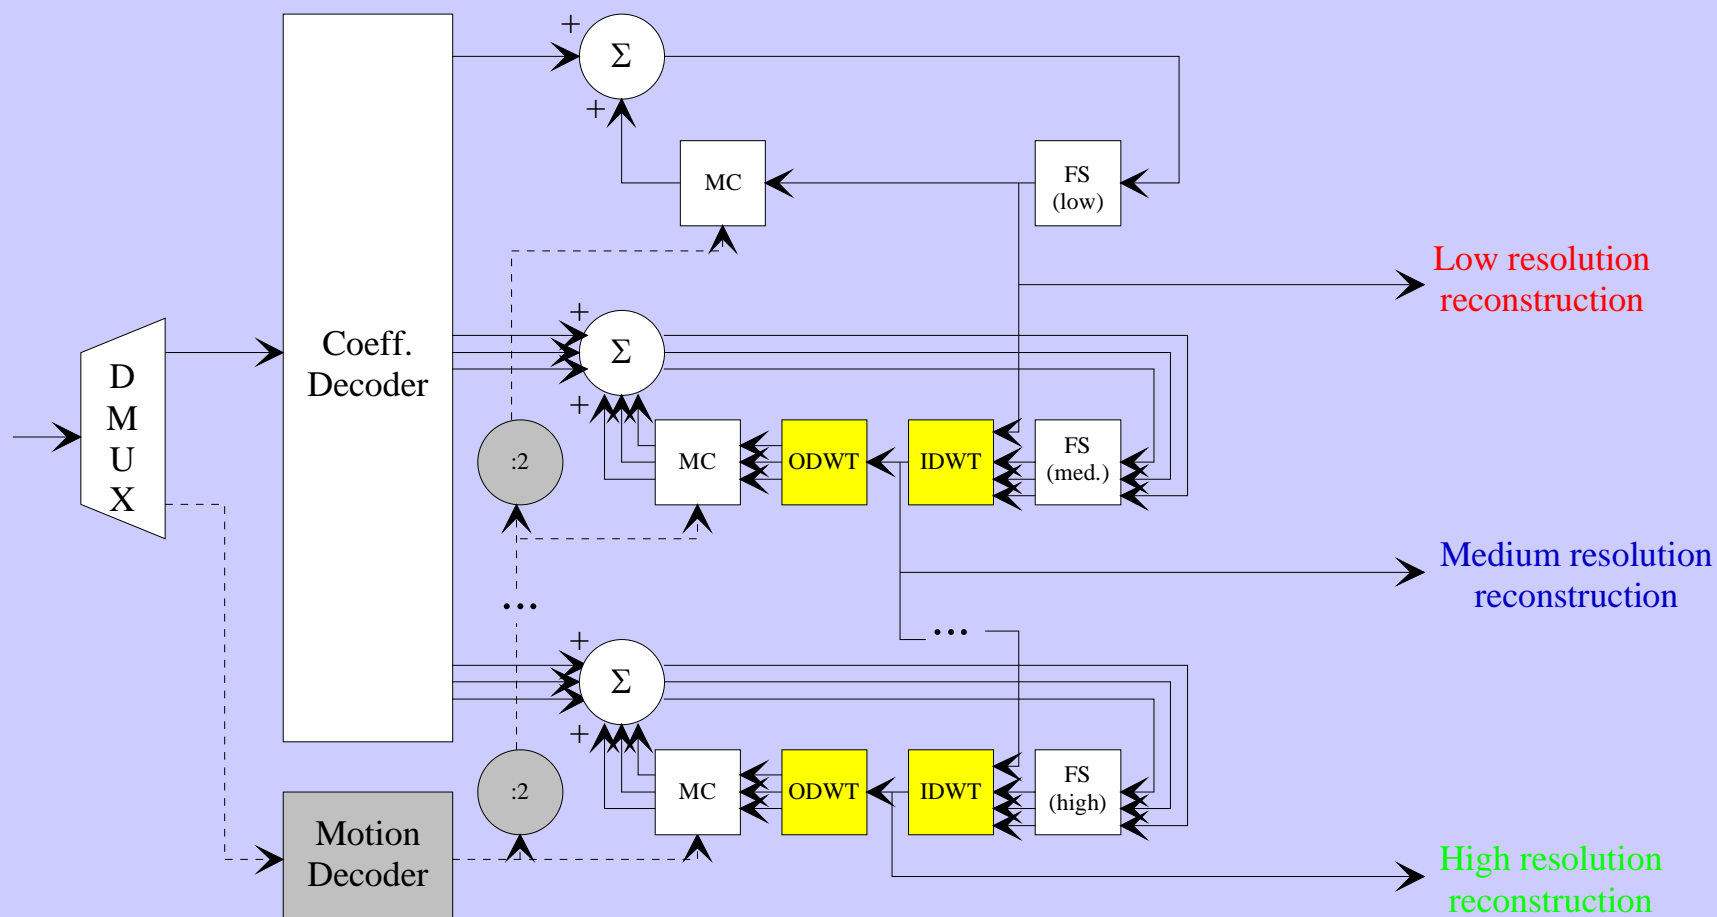 +
Σ
+
MC
FS
(low)
Low resolution
reconstruction
D
M
U
X
Coeff.
Decoder
+
Σ
+
:2
MC
ODWT
IDWT
FS
(med.)
Medium resolution
reconstruction
...
...
+
Σ
+
:2
MC
ODWT
IDWT
FS
(high)
Motion
Decoder
High resolution
reconstruction